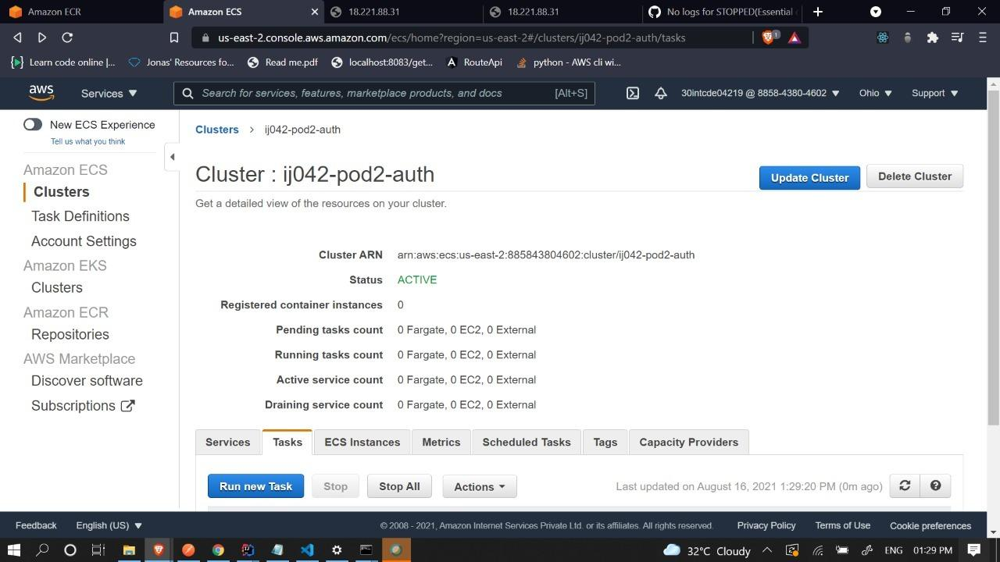 Amazon ECR
Amazon ECS
18.221.88.31
18.221.88.31
No logs for STOPPED(Essential
us-east-2.console.aws.amazon.com/ecs/home?region=us-east-2#/clusters/ij042-pod2-auth/tasks
1
Learn code online |...
Jonas' Resources fo...
Read me.pdf
localhost:8083/get...
RouteApi
python - AWS cli wi...
aws
Services
Search for services, features, marketplace products, and docs
[Alt+S]
30intcde04219 @ 8858-4380-4602
Ohio
Support
New ECS Experience
Tell us what you think
Amazon ECS
Clusters
Task Definitions
Account Settings
Amazon EKS
Clusters
Amazon ECR
Repositories
AWS Marketplace
Discover software
Subscriptions
Clusters > ij042-pod2-auth
Cluster : ij042-pod2-auth
Update Cluster
Delete Cluster
Get a detailed view of the resources on your cluster.
Cluster ARN arn:aws:ecs:us-east-2:885843804602:cluster/ij042-pod2-auth
Status ACTIVE
Registered container instances 0
Pending tasks count 0 Fargate, 0 EC2, 0 External
Running tasks count 0 Fargate, 0 EC2, 0 External
Active service count 0 Fargate, 0 EC2, 0 External
Draining service count 0 Fargate, 0 EC2, 0 External
Services
Tasks
ECS Instances
Metrics
Scheduled Tasks
Tags
Capacity Providers
Run new Task
Stop
Stop All
Actions
Last updated on August 16, 2021 1:29:20 PM (0m ago)
Feedback
English (US)
© 2008 - 2021, Amazon Internet Services Private Ltd. or its affiliates. All rights reserved.
Privacy Policy
Terms of Use
Cookie preferences
32°C Cloudy
ENG
01:29 PM